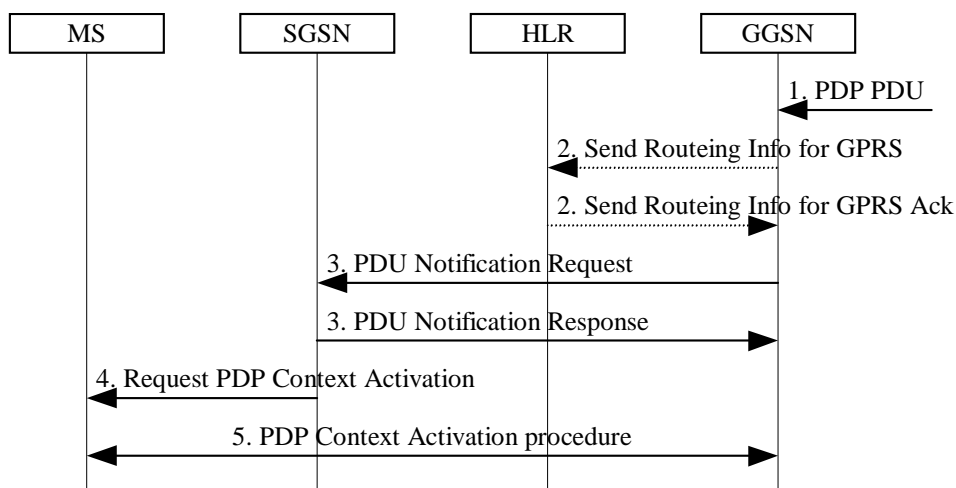 MS
SGSN
HLR
GGSN
1. PDP PDU
2. Send Routeing Info for GPRS
2. Send Routeing Info for GPRS Ack
3. PDU Notification Request
3. PDU Notification Response
4. Request PDP Context Activation
5. PDP Context Activation procedure